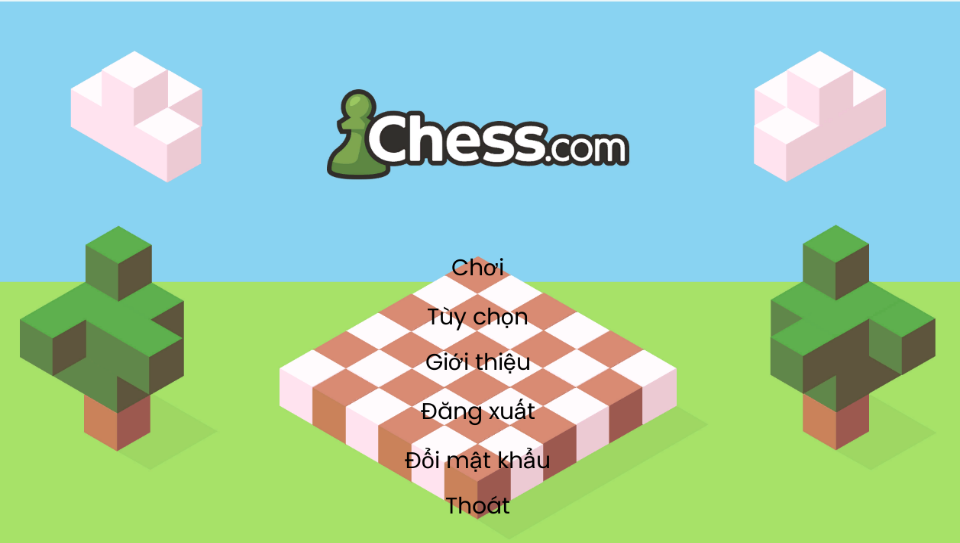 Chess.com
Chơi
Tùy chọn
Giới thiệu
Đăng xuất
Đổi mật khẩu
Thoát